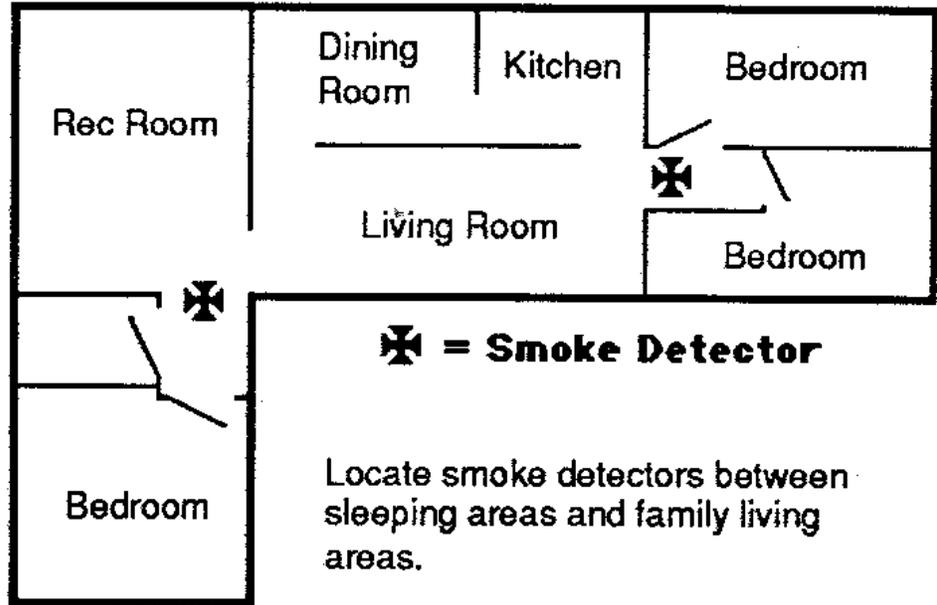 Dining
Room
Kitchen
Bedroom
Rec Room
Living Room
Bedroom
= Smoke Detector
Bedroom
Locate smoke detectors between
sleeping areas and family living
areas.